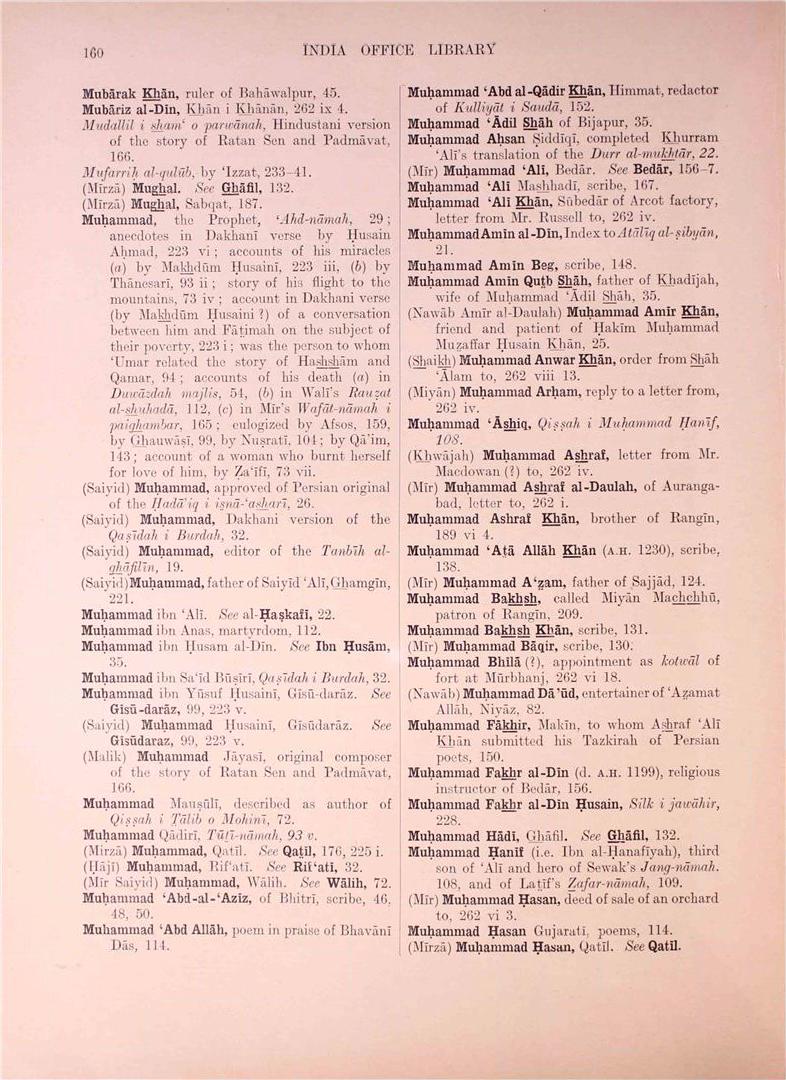 160
INDIA OFFICE LIBRARY
Mubārak Khān, ruler of Bahāwalpur, 45.
Mubāriz al-Dīn, Khān i Khānān, 262 ix 4.
Mudallil i sham‘ o parwānah, Hindustani version
of the story of Ratan Sen and Padmāvat,
166.
Mufarriḥ al-qulūb, by ‘Izzat, 233–41.
(Mīrzā) Mughal. See Ghāfil, 132.
(Mīrzā) Mughal, Sabqat, 187.
Muḥammad, the Prophet, ‘Ahd-nāmah, 29;
anecdotes in Dakhanī verse by Ḥusain
Aḥmad, 223 vi; accounts of his miracles
(a) by Makhdūm Ḥusainī, 223 iii, (b) by
Thānesarī, 93 ii; story of his flight to the
mountains, 73 iv; account in Dakhani verse
(by Makhdūm Ḥusainī ?) of a conversation
between him and Fāṭimah on the subject of
their poverty, 223 i; was the person to whom
‘Umar related the story of Hashshām and
Qamar, 94; accounts of his death (a) in
Duwāzdah majlis, 54, (b) in Walī's Rauẓat
al-shuhadā, 112, (c) in Mīr's Wafāt-nāmah i
paighambar, 165; eulogized by Afsos, 159,
by Ghauwāṣī, 99, by Nuṣratī, 104; by Qā’im,
143; account of a woman who burnt herself
for love of him, by Ẓa‘īfī, 73 vii.
(Saiyid) Muḥammad, approved of Persian original
of the Ḥadā’iq i iṡnā-‘asharī, 26.
(Saiyid) Muḥammad, Dakhani version of the
Qaṣīdah i Burdah, 32.
(Saiyid) Muḥammad, editor of the Tanbīh al-
ghāfilīn, 19.
(Saiyid) Muḥammad, father of Saiyīd ‘Alī, Ghamgīn,
221.
Muḥammad ibn ‘Alī. See al-Ḥaṣkafī, 22.
Muḥammad ibn Anas, martyrdom, 112.
Muḥammad ibn Ḥusam al-Dīn. See Ibn Ḥusām,
35.
Muḥammad ibn Sa‘īd Būṣīrī, Qaṣīdah i Burdah, 32.
Muḥammad ibn Yūsuf Ḥusainī, Gīsū-darāz. See
Gīsū-darāz, 99, 223 v.
(Saiyid) Muḥammad Ḥusainī, Gīsūdarāz. See
Gīsūdaraz, 99, 223 v.
(Malik) Muḥammad Jāyasī, original composer
of the story of Ratan Sen and Padmāvat,
166.
Muḥammad Mauṣūlī, described as author of
Qiṣṣah i Ṭālib o Mohinī, 72.
Muḥammad Qādirī, Ṭūṭī-nāmah, 93 v.
(Mirzā) Muḥammad, Qatīl. See Qatīl, 176, 225 i.
(Ḥājī) Muḥammad, Rif‘atī. See Rif‘atī, 32.
(Mīr Saiyid) Muḥammad, Wālih. See Wālih, 72.
Muḥammad ‘Abd-al-‘Azīz, of Bhitrī, scribe, 46,
48, 50.
Muhammad ‘Abd Allāh, poem in praise of Bhavānī
Dās, 114.
Muḥammad ‘Abd al-Qādir Khān, Himmat, redactor
of Kulliyāt i Saudā, 152.
Muḥammad ‘Ādil Shāh of Bijapur, 35.
Muḥammad Aḥsan Ṣiddīqī, completed Khurram
‘Alī's translation of the Durr al-mukhtār, 22.
(Mīr) Muḥammad ‘Alī, Bedār. See Bedār, 156–7.
Muḥammad ‘Alī Mashhadī, scribe, 167.
Muḥammad ‘Alī Khān, Sūbedār of Arcot factory,
letter from Mr. Russell to, 262 iv.
Muḥammad Amīn al-Dīn, Index to Atālīq al-ṣibyān,
21.
Muḥammad Amīn Beg, scribe, 148.
Muḥammad Amīn Quṭb Shāh, father of Khadījah,
wife of Muḥammad ‘Ādil Shāh, 35.
(Nawāb Amīr al-Daulah) Muḥammad Amīr Khān,
friend and patient of Ḥakīm Muḥammad
Muẓaffar Ḥusain Khān, 25.
(Shaikh) Muḥammad Anwar Khān, order from Shāh
‘Ālam to, 262 viii 13.
(Miyān) Muḥammad Arḥam, reply to a letter from,
262 iv.
Muḥammad ‘Āshiq, Qiṣṣah i Muḥammad Ḥanīf,
108.
(Khwājah) Muḥammad Ashraf, letter from Mr.
Macdowan (?) to, 262 iv.
(Mīr) Muḥammad Ashraf al-Daulah, of Auranga-
bad, letter to, 262 i.
Muḥammad Ashraf Khān, brother of Rangīn,
189 vi 4.
Muḥammad ‘Aṭā Allāh Khān (A.H. 1230), scribe,
138.
(Mīr) Muḥammad A‘ẓam, father of Sajjād, 124.
Muḥammad Bakhsh, called Miyān Machchhū,
patron of Rangīn, 209.
Muḥammad Bakhsh Khān, scribe, 131.
(Mīr) Muḥammad Bāqir, scribe, 130.
Muḥammad Bhīlā (?), appointment as kotwāl of
fort at Mūrbhanj, 262 vi 18.
(Nawāb) Muḥammad Dā’ūd, entertainer of ‘Aẓamat
Allāh, Niyāz, 82.
Muḥammad Fākhir, Makīn, to whom Ashraf ‘Alī
Khān submitted his Tazkirah of Persian
poets, 150.
Muḥammad Fakhr al-Dīn (d. A.H. 1199), religious
instructor of Bedār, 156.
Muḥammad Fakhr al-Dīn Ḥusain, Silk i jawāhir,
228.
Muḥammad Hādī, Ghāfil. See Ghāfil, 132.
Muḥammad Ḥanīf (i.e. Ibn al-Ḥanafīyah), third
son of ‘Alī and hero of Sewak's Jang-nāmah.
108, and of Laṭīf's Ẓafar-nāmah, 109.
(Mīr) Muḥammad Ḥasan, deed of sale of an orchard
to, 262 vi 3.
Muḥammad Ḥasan Gujaratī, poems, 114.
(Mīrzā) Muḥammad Ḥasan, Qatīl. See Qatīl.